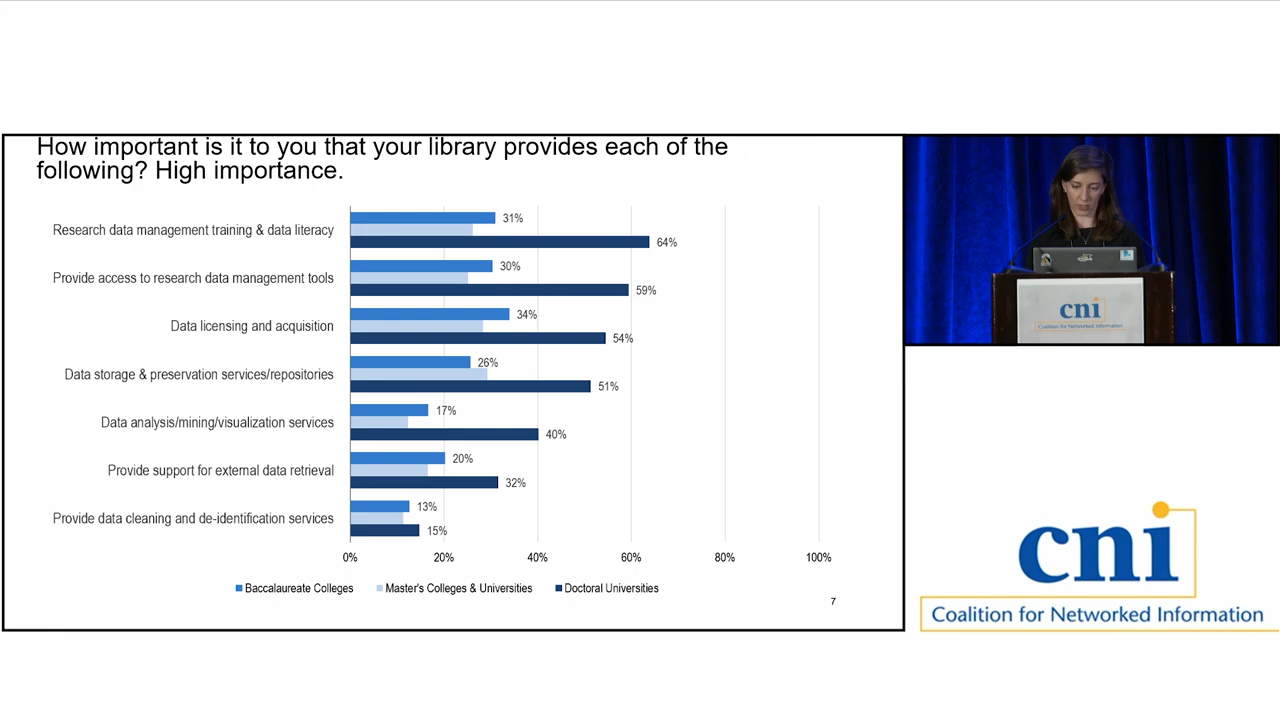 How important is it to you that your library provides each of the
following? High importance.
Research data management training & data literacy
31%
64%
Provide access to research data management tools
30%
59%
Data licensing and acquisition
34%
54%
Data storage & preservation services/repositories
26%
51%
Data analysis/mining/visualization services
17%
40%
Provide support for external data retrieval
20%
32%
Provide data cleaning and de-identification services
13%
15%
0% 20% 40% 60% 80% 100%
Baccalaureate Colleges Master's Colleges & Universities Doctoral Universities
7
cni
Coalition for Networked Information
cni
Coalition for Networked Information